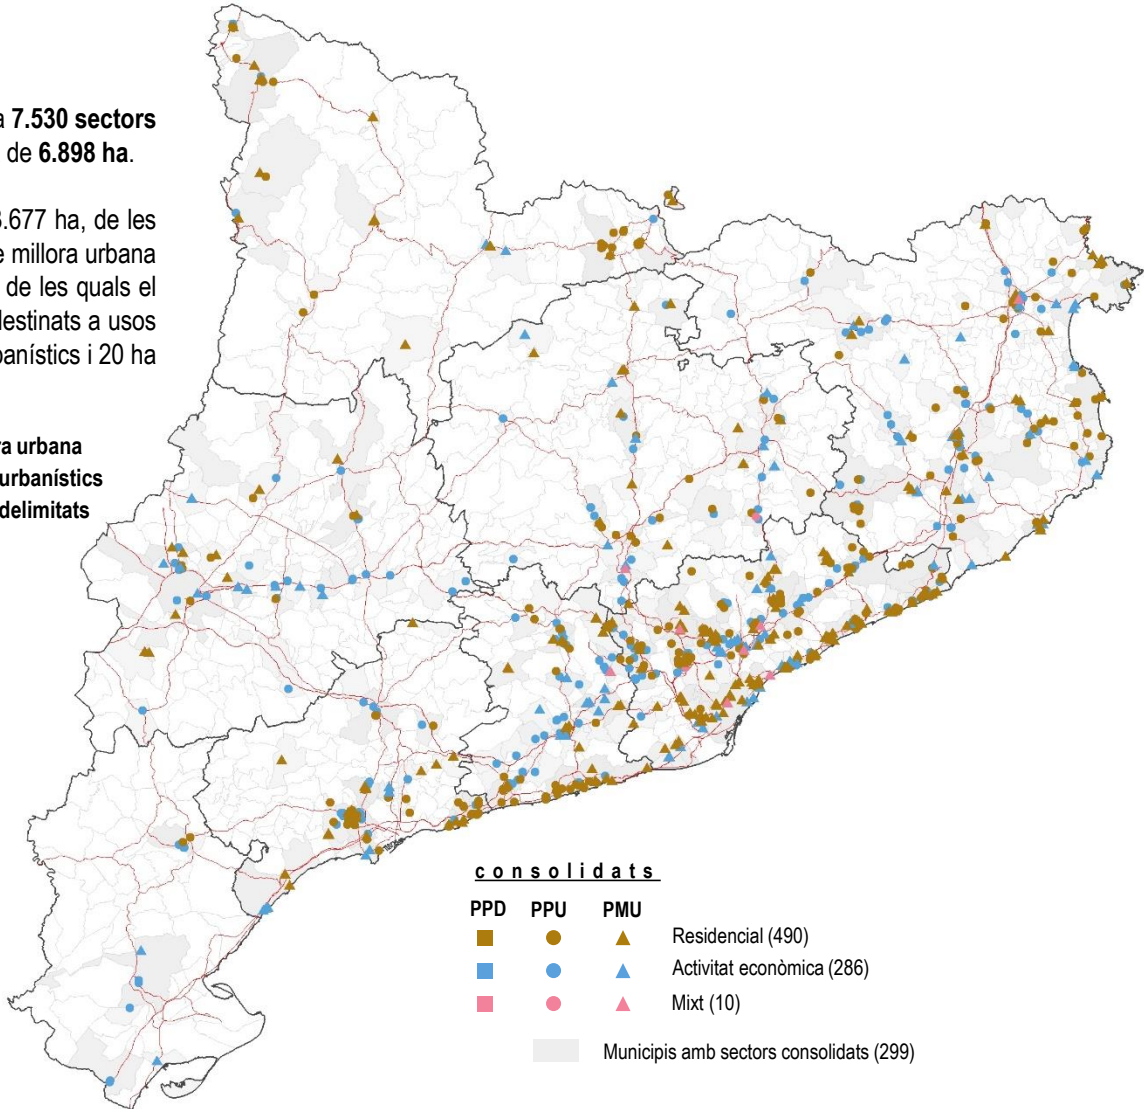 a 7.530 sectors
de 6.898 ha.
3.677 ha, de les
e millora urbana
de les quals el
destinats a usos
banístics i 20 ha
ra urbana
urbanístics
delimitats
consolidats
PPD PPU PMU
Residencial (490)
Activitat econòmica (286)
Mixt (10)
Municipis amb sectors consolidats (299)